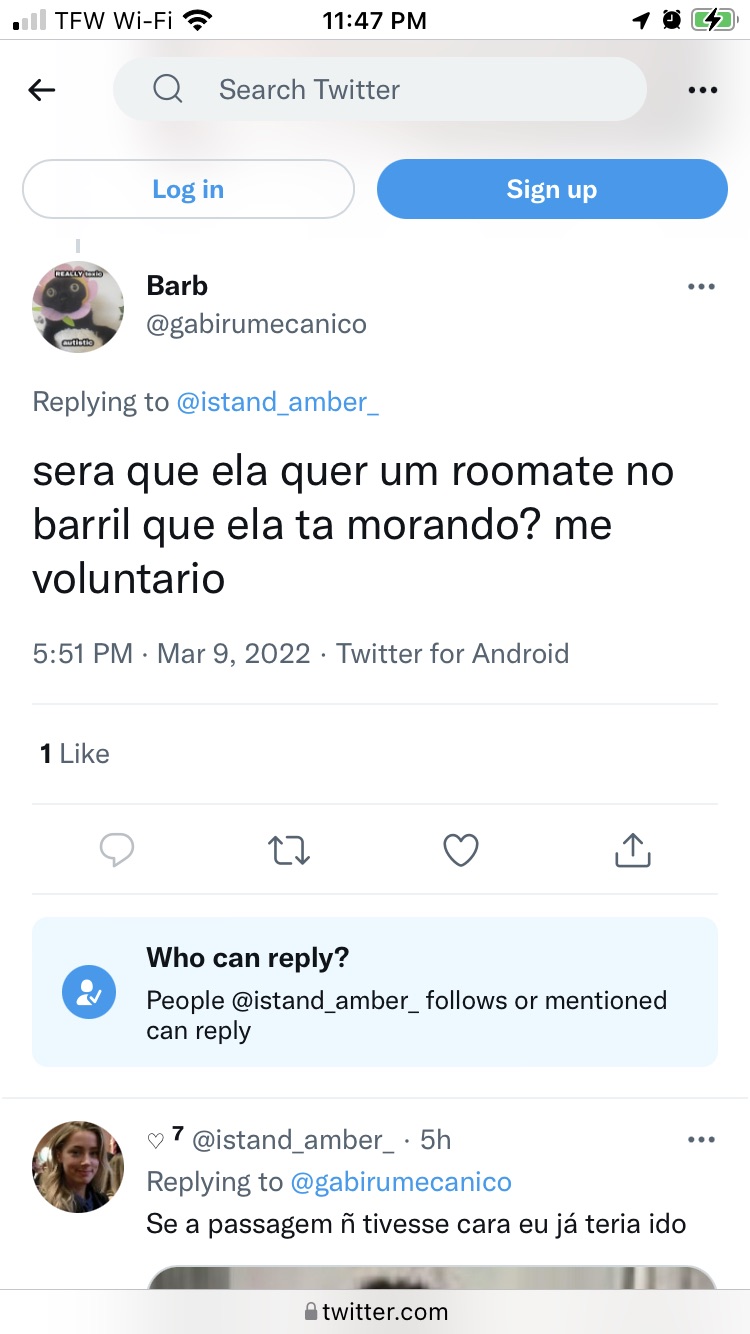 TFW Wi-Fi 11:47 PM
Search Twitter
Log in Sign up
REALLY toxic
autistic
Barb
@gabirumecanico
Replying to @istand_amber_
sera que ela quer um roomate no
barril que ela ta morando? me
voluntario
5:51 PM · Mar 9, 2022 · Twitter for Android
1 Like
Who can reply?
People @istand_amber_ follows or mentioned
can reply
♡ ⁷ @istand_amber_ · 5h
Replying to @gabirumecanico
Se a passagem ñ tivesse cara eu já teria ido
twitter.com